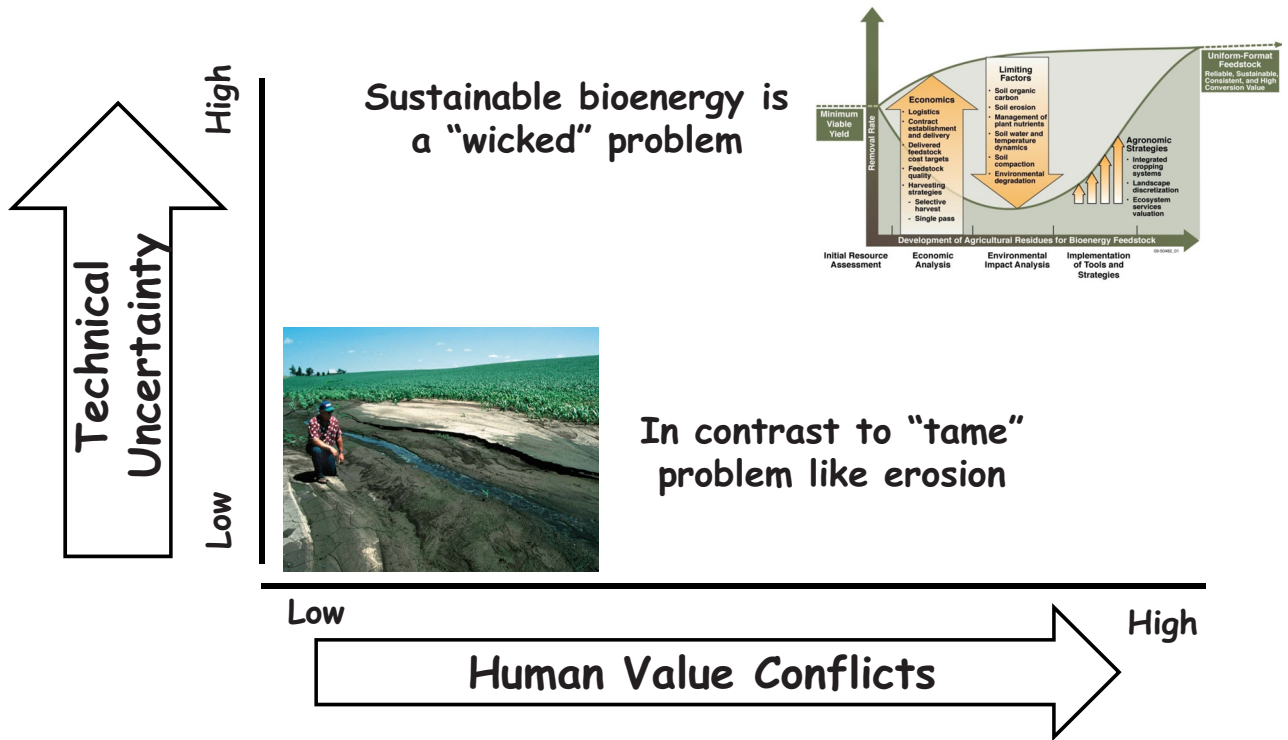 Sustainable bioenergy is
a “wicked” problem
High
Technical
Uncertainty
Low
In contrast to “tame”
problem like erosion
Low
High
Human Value Conflicts
Minimum
Viable
Yield
Removal Rate
Economics
• Logistics
• Contract
establishment
and delivery
• Delivered
feedstock
cost targets
• Feedstock
quality
• Harvesting
strategies
- Selective
harvest
- Single pass
Limiting
Factors
• Soil organic
carbon
• Soil erosion
• Management of
plant nutrients
• Soil water and
temperature
dynamics
• Soil
compaction
• Environmental
degradation
Agronomic
Strategies
• Integrated
cropping
systems
• Landscape
discretization
• Ecosystem
services
valuation
Uniform-Format
Feedstock
Reliable, Sustainable,
Consistent, and High
Conversion Value
Development of Agricultural Residues for Bioenergy Feedstock
Initial Resource
Assessment
Economic
Analysis
Environmental
Impact Analysis
Implementation
of Tools and
Strategies